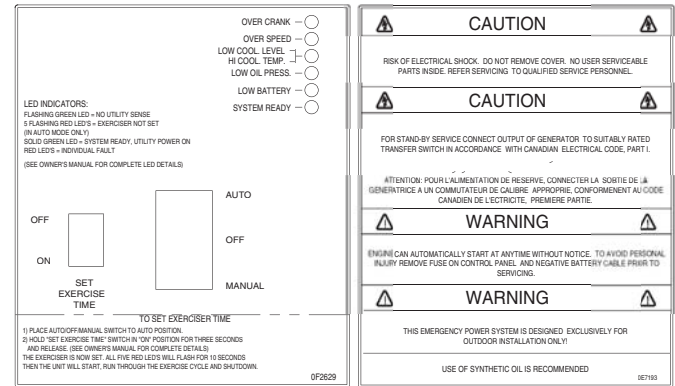 OVER CRANK
OVER SPEED
LOW COOL. LEVEL
HI COOL. TEMP.
LOW OIL PRESS.
LOW BATTERY
SYSTEM READY
LED INDICATORS:
FLASHING GREEN LED = NO UTILITY SENSE
5 FLASHING RED LED'S = EXERCISER NOT SET
(IN AUTO MODE ONLY)
SOLID GREEN LED = SYSTEM READY, UTILITY POWER ON
RED LED'S = INDIVIDUAL FAULT
(SEE OWNER'S MANUAL FOR COMPLETE LED DETAILS)
OFF
ON
SET
EXERCISE
TIME
AUTO
OFF
MANUAL
TO SET EXERCISER TIME
1) PLACE AUTO/OFF/MANUAL SWITCH TO AUTO POSITION.
2) HOLD "SET EXERCISE TIME" SWITCH IN "ON" POSITION FOR THREE SECONDS
AND RELEASE. (SEE OWNER'S MANUAL FOR COMPLETE DETAILS)
THE EXERCISER IS NOW SET. ALL FIVE RED LED'S WILL FLASH FOR 10 SECONDS
THEN THE UNIT WILL START, RUN THROUGH THE EXERCISE CYCLE AND SHUTDOWN.
0F2629
CAUTION
RISK OF ELECTRICAL SHOCK. DO NOT REMOVE COVER. NO USER SERVICEABLE
PARTS INSIDE. REFER SERVICING TO QUALIFIED SERVICE PERSONNEL.
CAUTION
FOR STAND-BY SERVICE CONNECT OUTPUT OF GENERATOR TO SUITABLY RATED
TRANSFER SWITCH IN ACCORDANCE WITH CANADIAN ELECTRICAL CODE, PART I.
ATTENTION: POUR L'ALIMENTATION DE RESERVE, CONNECTER LA SOBTIE DE LA
GENERATRICE A UN COMMUTATEUR DE CALIBRE APPROPRIE, CONFORMENT AU CODE
CANADIEN DE L'ECTRICITE, PREMIERE PARTIE.
WARNING
ENGINE CAN AUTOMATICALLY START AT ANYTIME WITHOUT NOTICE. TO AVOID PERSONAL
INJURY REMOVE FUSE ON CONTROL PANEL AND NEGATIVE BATTERY CABLE PRIOR TO
SERVICING.
WARNING
THIS EMERGENCY POWER SYSTEM IS DESIGNED EXCLUSIVELY FOR
OUTDOOR INSTALLATION ONLY!
USE OF SYNTHETIC OIL IS RECOMMENDED
0E7193